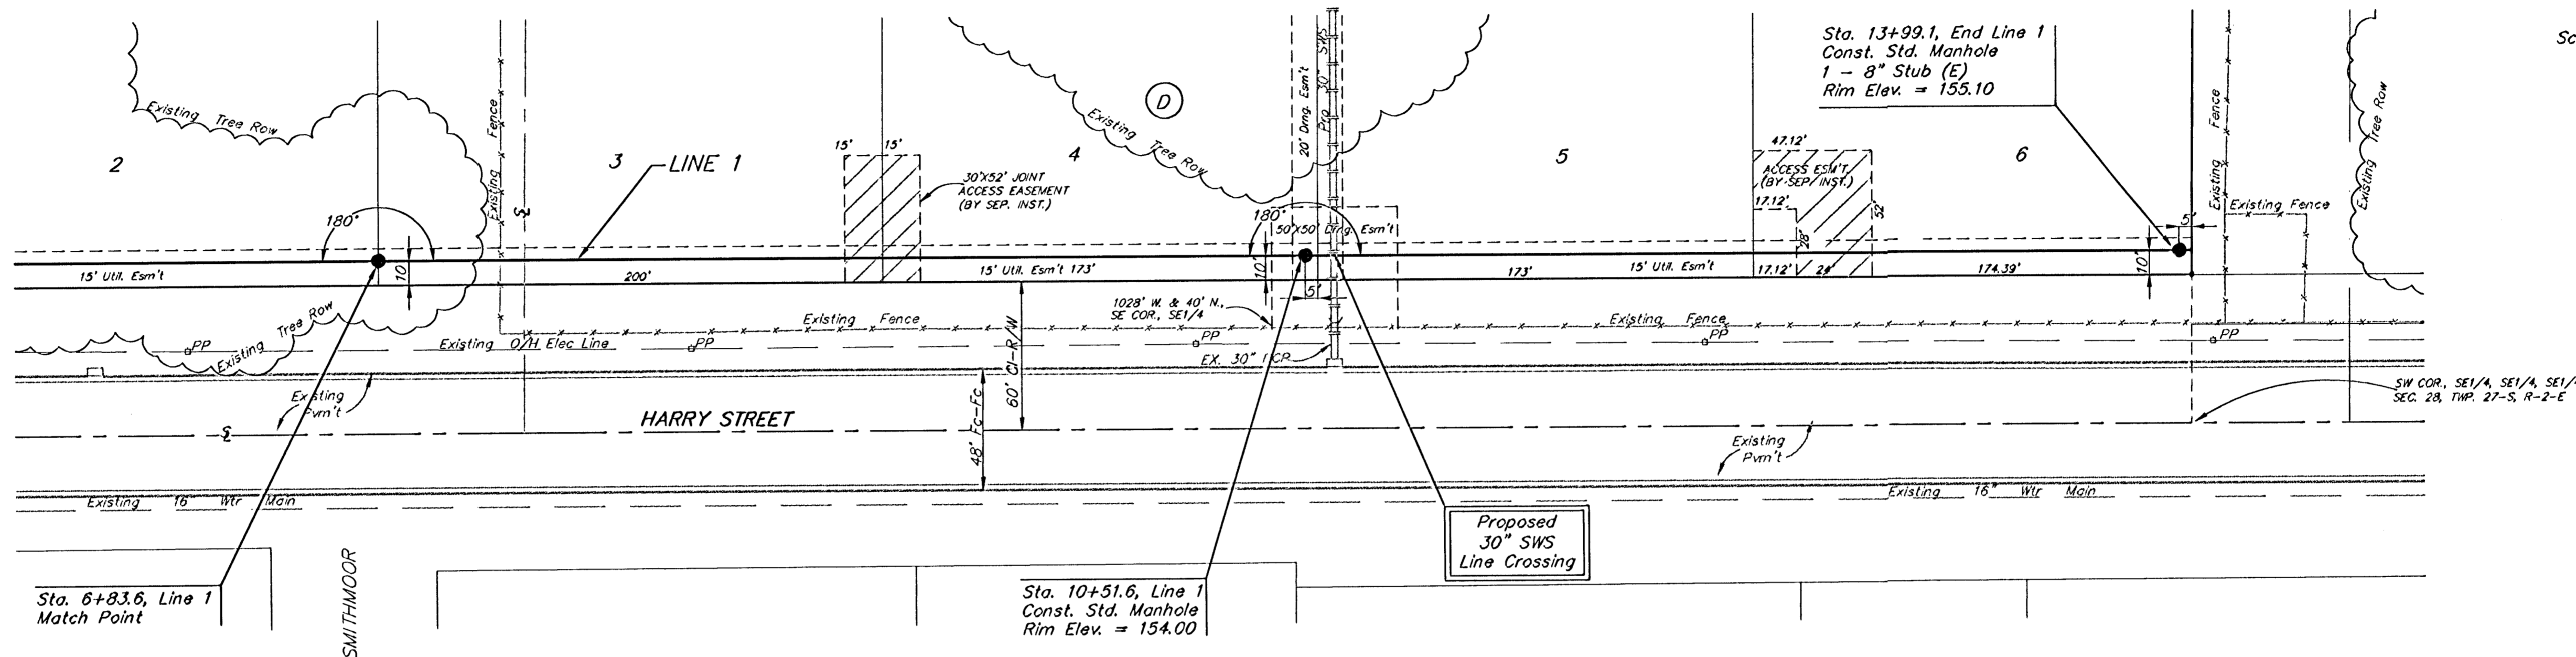 Sta. 13+99.1, End Line 1
Const. Std. Manhole
1 - 8" Stub (E)
Rim Elev. = 155.10
Sc
Existing Tree Row
2
Existing Fence
℄
3
LINE 1
15' 15'
30'X52' JOINT
ACCESS EASEMENT
(BY SEP. INST.)
4
D
Existing Tree Row
20' Drng. Esm't
Pro 30" SWS
5
47.12'
ACCESS ESM'T
(BY SEP. INST.)
17.12'
28'
52'
6
Existing Fence
Existing Fence
Existing Tree Row
5'
180°
10'
180°
50'X50' Drng. Esm't
10'
5'
10'
15' Util. Esm't
200'
15' Util. Esm't 173'
173'
15' Util. Esm't
17.12' 24'
174.39'
1028' W. & 40' N.,
SE COR., SE1/4
Existing Tree Row
Existing Fence
Existing Fence
PP
Existing O/H Elec Line
PP
PP
PP
PP
EX. 30" RCP
60' Cl-R/W
48' Fc-Fc
Existing
Pvm't
HARRY STREET
℄
Existing
Pvm't
SW COR., SE1/4, SE1/4, SE1/4
SEC. 28, TWP. 27-S, R-2-E
Existing 16" Wtr Main
Existing 16" Wtr Main
Proposed
30" SWS
Line Crossing
Sta. 6+83.6, Line 1
Match Point
SMITHMOOR
Sta. 10+51.6, Line 1
Const. Std. Manhole
Rim Elev. = 154.00